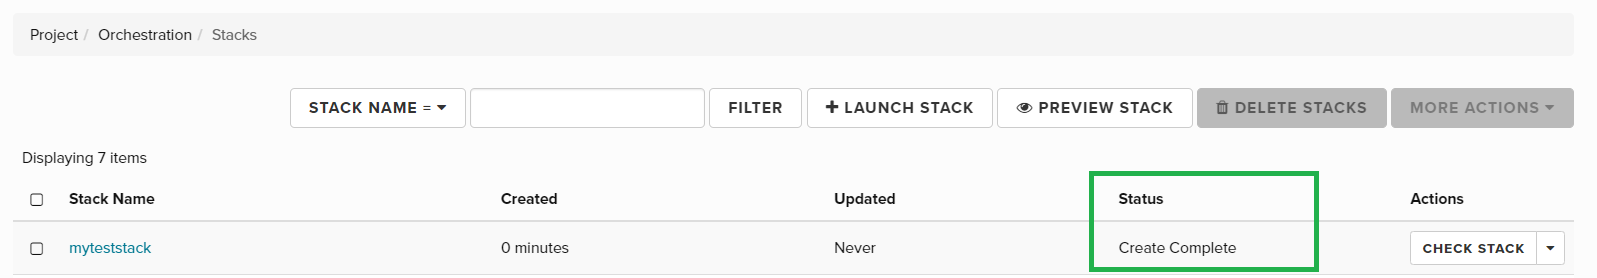 Project / Orchestration / Stacks
STACK NAME = FILTER LAUNCH STACK PREVIEW STACK DELETE STACKS MORE ACTIONS
Displaying 7 items
Stack Name Created Updated Status Actions
myteststack 0 minutes Never Create Complete CHECK STACK